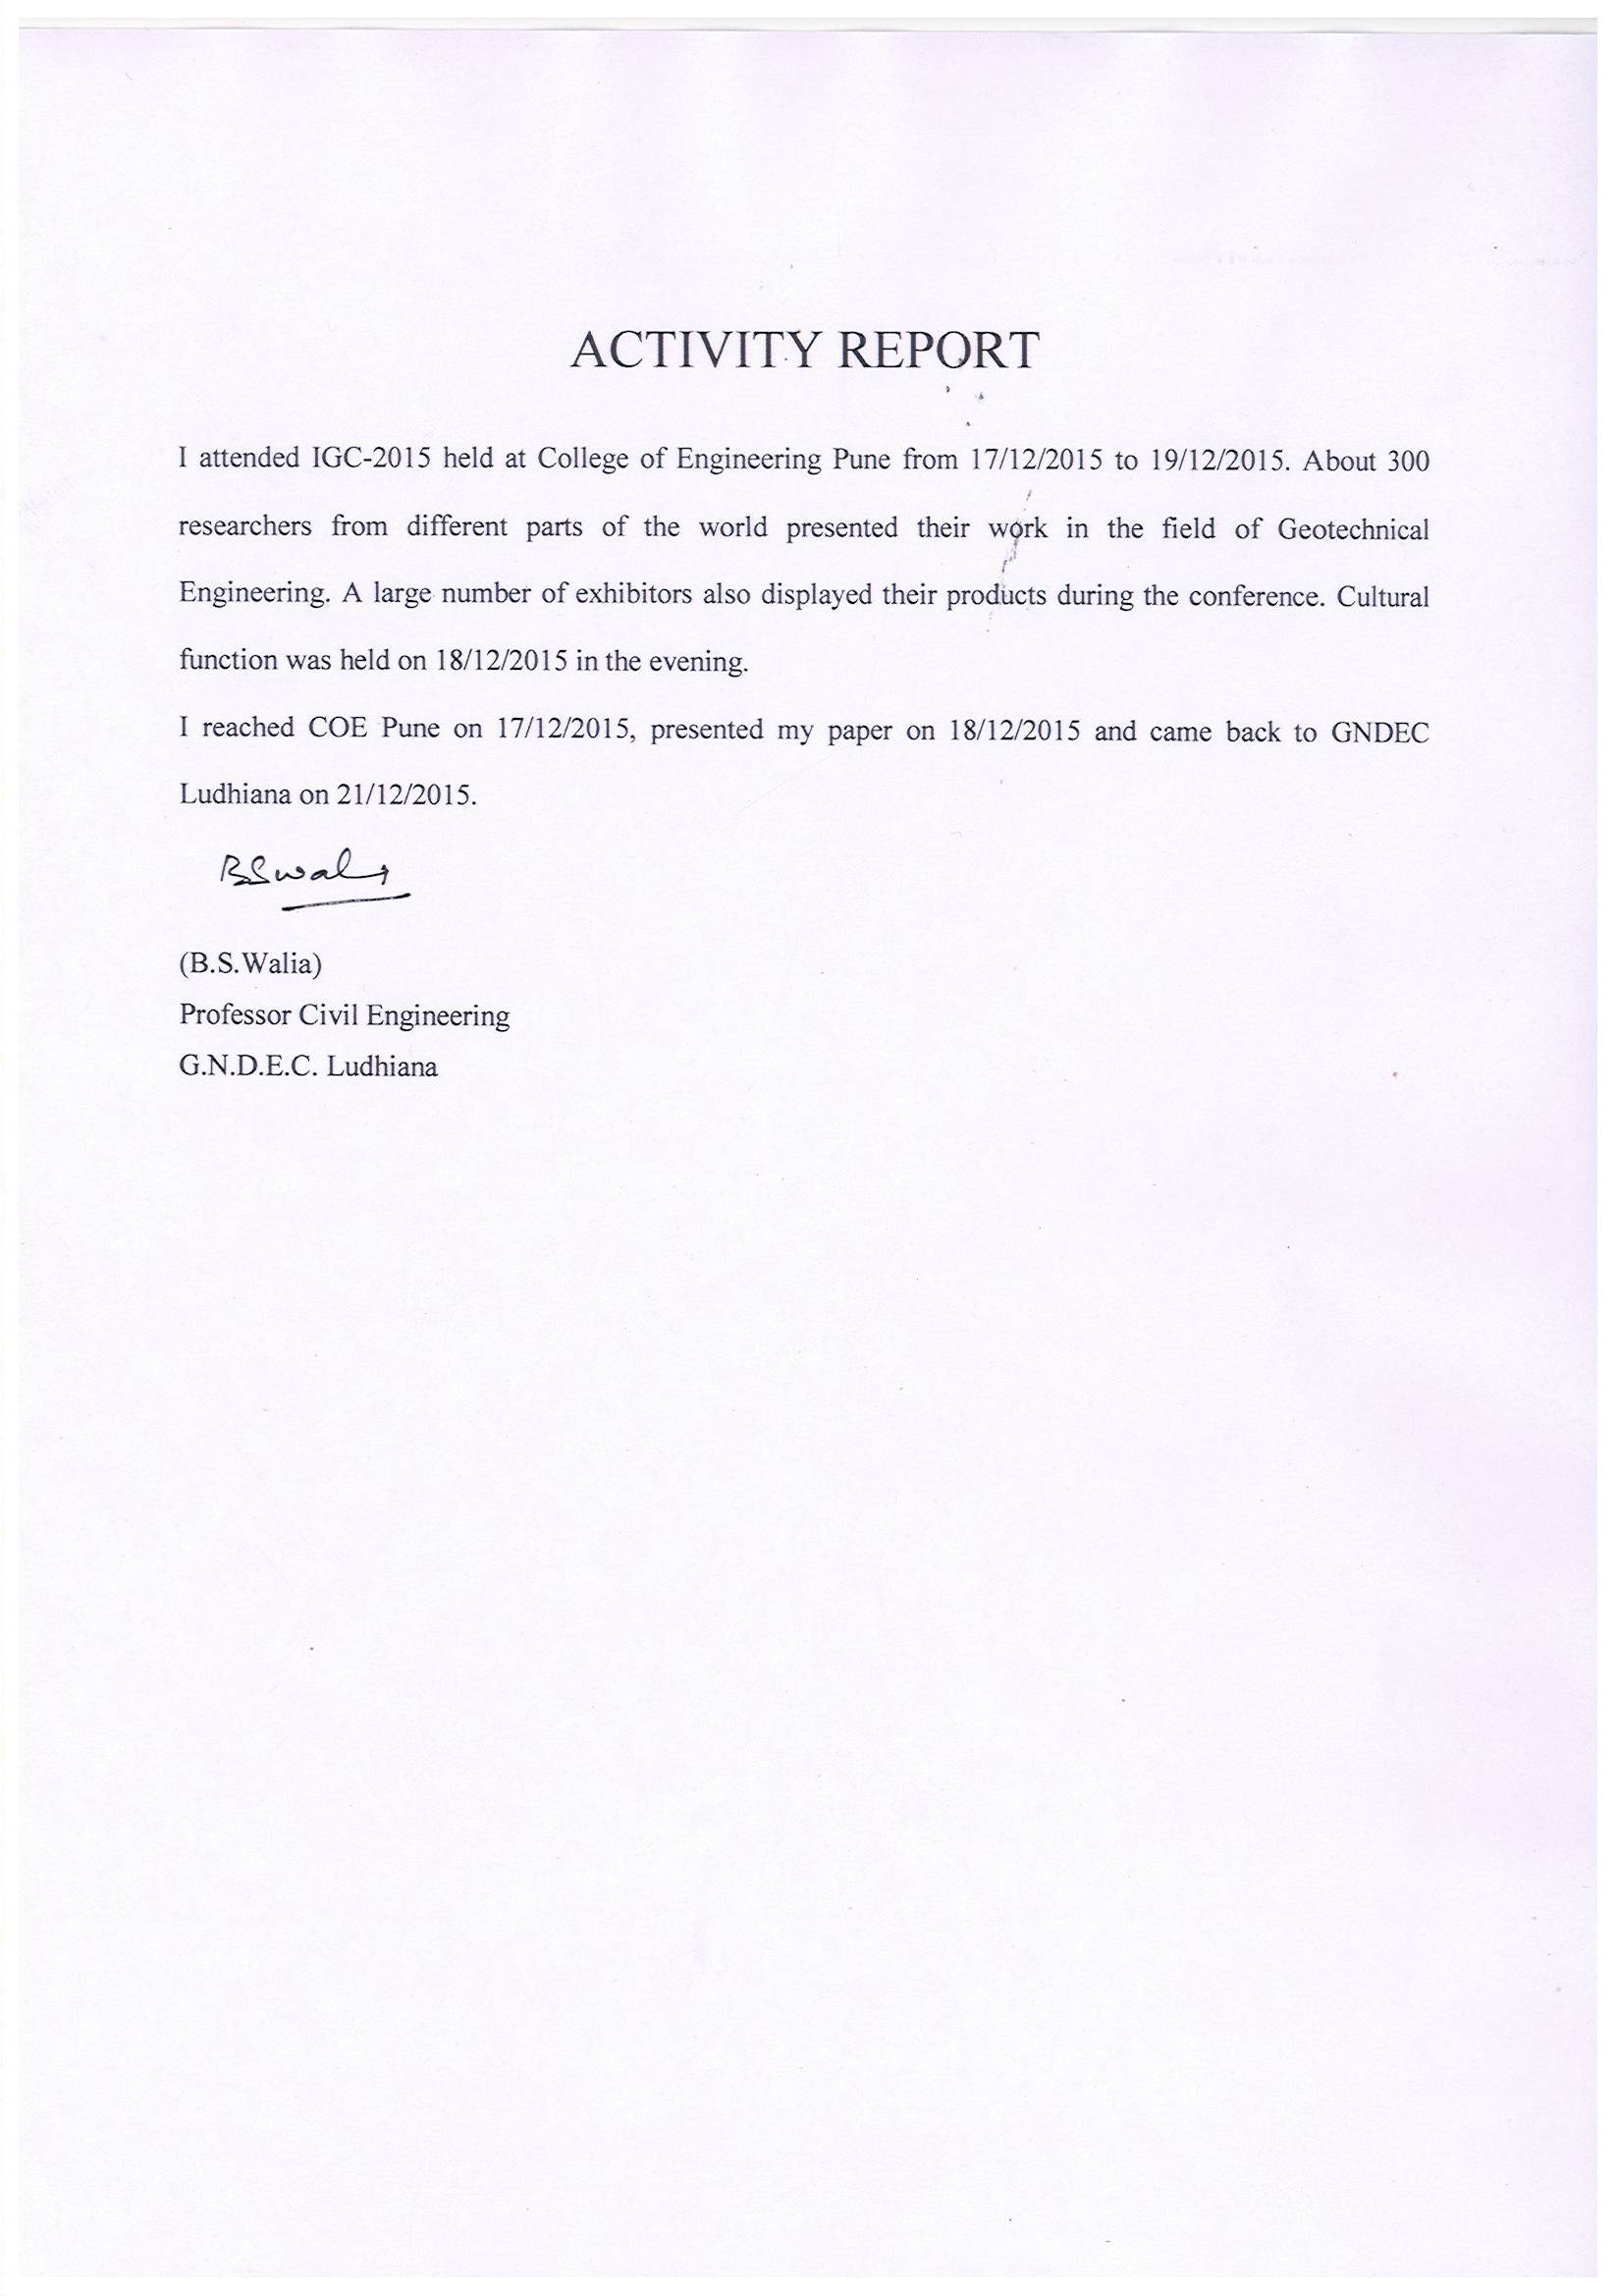 ACTIVITY REPORT
I attended IGC-2015 held at College of Engineering Pune from 17/12/2015 to 19/12/2015. About 300
researchers from different parts of the world presented their work in the field of Geotechnical
Engineering. A large number of exhibitors also displayed their products during the conference. Cultural
function was held on 18/12/2015 in the evening.
I reached COE Pune on 17/12/2015, presented my paper on 18/12/2015 and came back to GNDEC
Ludhiana on 21/12/2015.
BSwalia
(B.S.Walia)
Professor Civil Engineering
G.N.D.E.C. Ludhiana